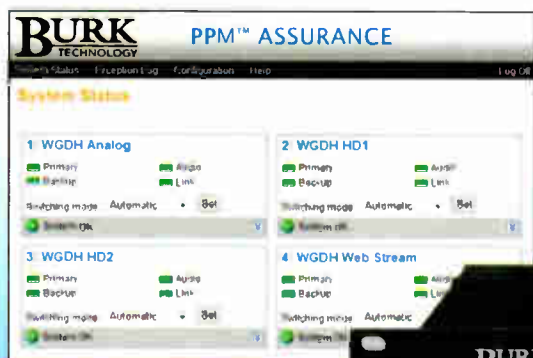 BURK
TECHNOLOGY
PPM™ ASSURANCE
System Status Exception Log Configuration Help Log Off
System Status
1 WGDH Analog
Primary Audio
Backup Link
Switching mode Automatic Set
System OK
2 WGDH HD1
Primary Audio
Backup Link
Switching mode Automatic Set
System OK
3 WGDH HD2
Primary Audio
Backup Link
Switching mode Automatic Set
System OK
4 WGDH Web Stream
Primary
Backup
Switching mode Automatic
System
BURK